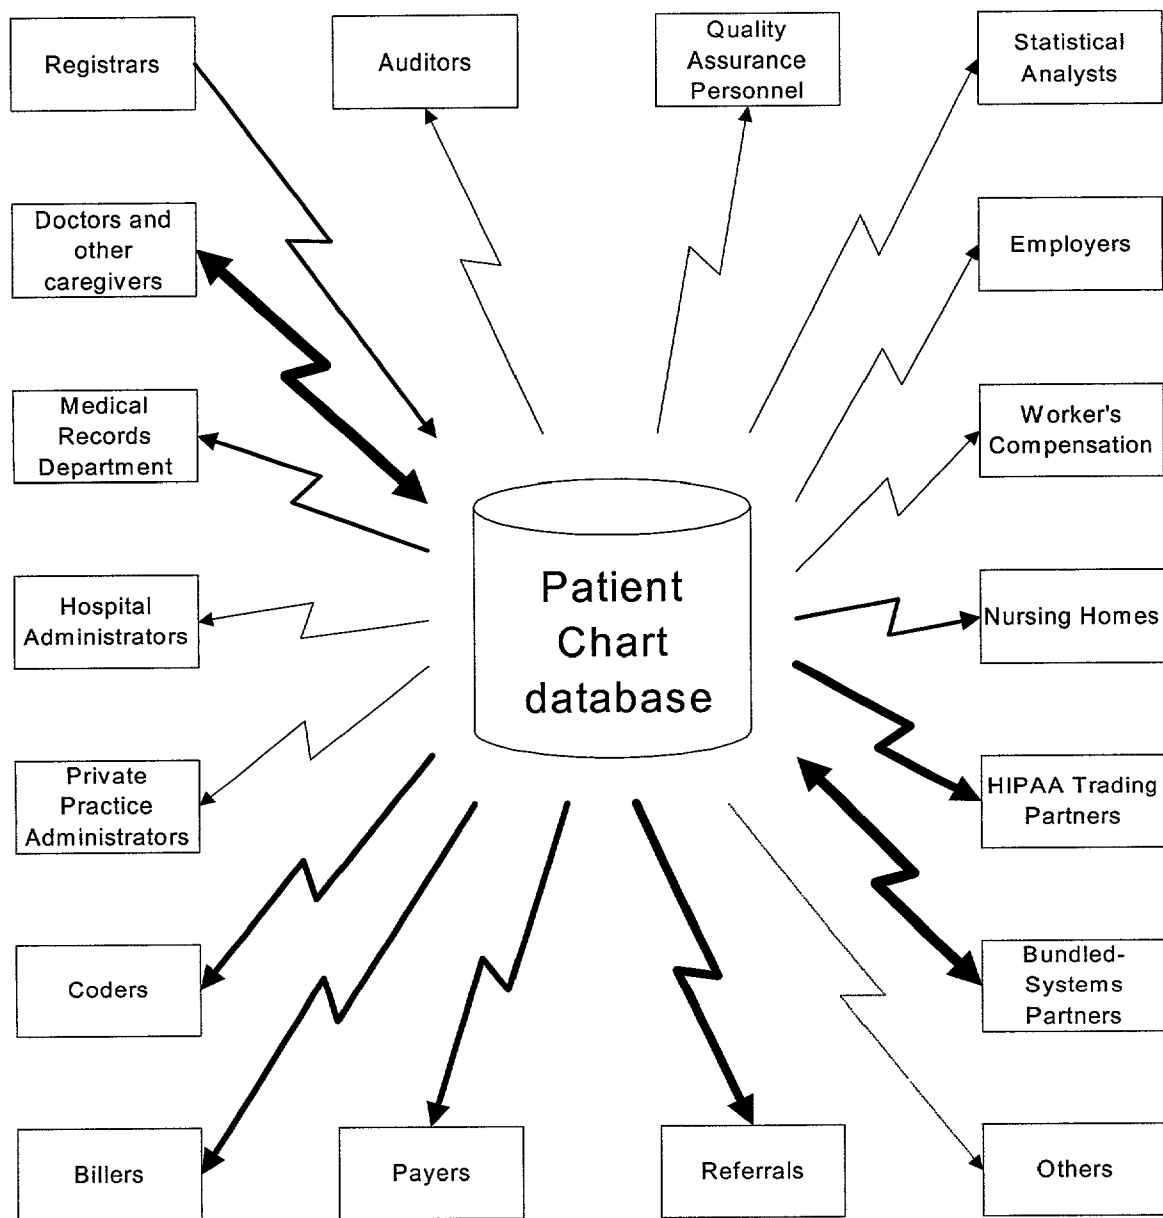 Registrars
Auditors
Quality
Assurance
Personnel
Statistical
Analysts
Doctors and
other
caregivers
Employers
Medical
Records
Department
Worker's
Compensation
Patient
Chart
database
Hospital
Administrators
Nursing Homes
Private
Practice
Administrators
HIPAA Trading
Partners
Coders
Bundled-
Systems
Partners
Billers
Payers
Referrals
Others